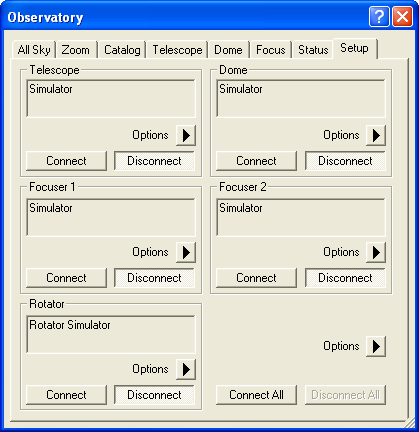 Observatory
All Sky Zoom Catalog Telescope Dome Focus Status Setup
Telescope
Simulator
Options
Connect Disconnect
Dome
Simulator
Options
Connect Disconnect
Focuser 1
Simulator
Options
Connect Disconnect
Focuser 2
Simulator
Options
Connect Disconnect
Rotator
Rotator Simulator
Options
Connect Disconnect
Options
Connect All Disconnect All